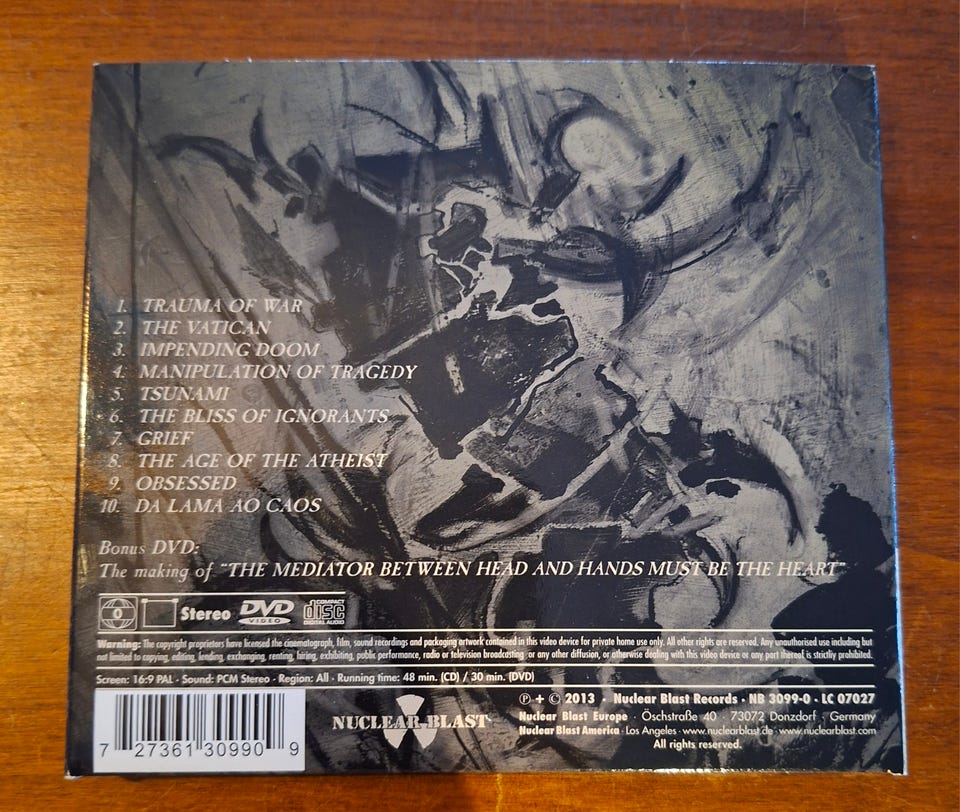 1. TRAUMA OF WAR
2. THE VATICAN
3. IMPENDING DOOM
4. MANIPULATION OF TRAGEDY
5. TSUNAMI
6. THE BLISS OF IGNORANTS
7. GRIEF
8. THE AGE OF THE ATHEIST
9. OBSESSED
10. DA LAMA AO CAOS
Bonus DVD:
The making of "THE MEDIATOR BETWEEN HEAD AND HANDS MUST BE THE HEART"
0 Stereo DVD VIDEO COMPACT disc DIGITAL AUDIO
Warning: The copyright proprietors have licensed the cinematograph, film, sound recordings and packaging artwork contained in this video device for private home use only. All other rights are reserved. Any unauthorised use including but
not limited to copying, editing, lending, exchanging, renting, hiring, exhibiting, public performance, radio or television broadcasting, or any other diffusion, or otherwise dealing with this video device or any part thereof is strictliy prohibited.
Screen: 16:9 PAL · Sound: PCM Stereo · Region: All · Running time: 48 min. (CD) / 30 min. (DVD)
7 27361 30990 9
NUCLEAR BLAST
℗ + © 2013 · Nuclear Blast Records · NB 3099-0 · LC 07027
Nuclear Blast Europe · Öschstraße 40 · 73072 Donzdorf · Germany
Nuclear Blast America · Los Angeles · www.nuclearblast.de · www.nuclearblast.com
All rights reserved.